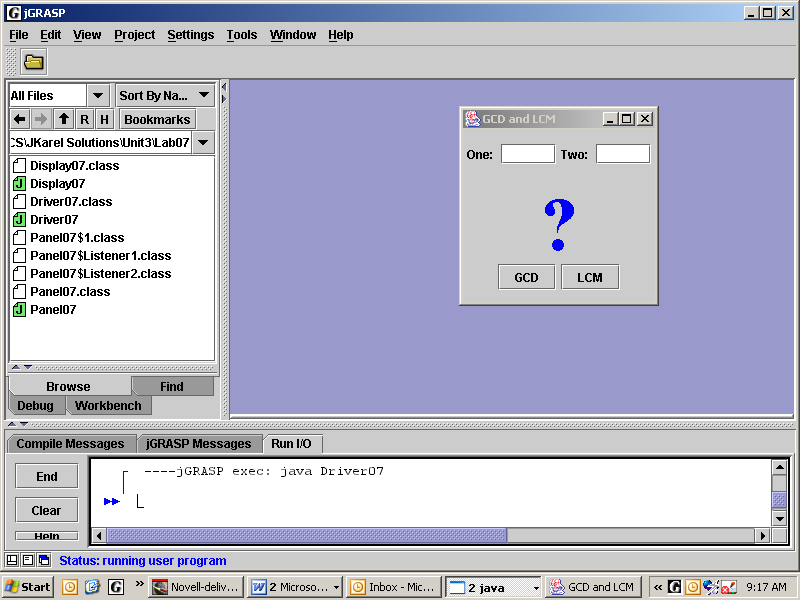 jGRASP
File Edit View Project Settings Tools Window Help
All Files Sort By Na...
R H Bookmarks
CS\JKarel Solutions\Unit3\Lab07
Display07.class
Display07
Driver07.class
Driver07
Panel07$1.class
Panel07$Listener1.class
Panel07$Listener2.class
Panel07.class
Panel07
Browse Find
Debug Workbench
GCD and LCM
One: Two:
?
GCD LCM
Compile Messages jGRASP Messages Run I/O
End
Clear
Help
----jGRASP exec: java Driver07
Status: running user program
Start » Novell-deliv... 2 Microso... Inbox - Mic... 2 java GCD and LCM « 9:17 AM